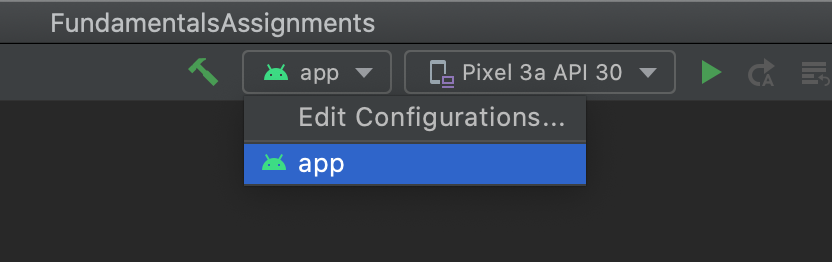 FundamentalsAssignments
app Pixel 3a API 30
Edit Configurations...
app